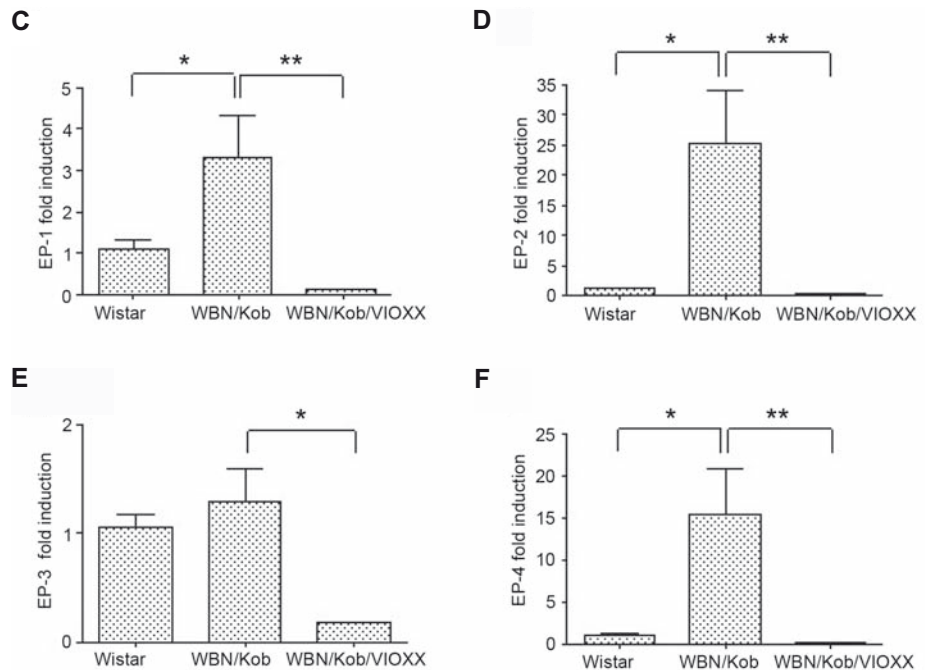 C
* **
5
4
3
2
1
0
EP-1 fold induction
Wistar WBN/Kob WBN/Kob/VIOXX
D
* **
35
30
25
20
15
10
5
0
EP-2 fold induction
Wistar WBN/Kob WBN/Kob/VIOXX
E
*
2
1
0
EP-3 fold induction
Wistar WBN/Kob WBN/Kob/VIOXX
F
* **
25
20
15
10
5
0
EP-4 fold induction
Wistar WBN/Kob WBN/Kob/VIOXX